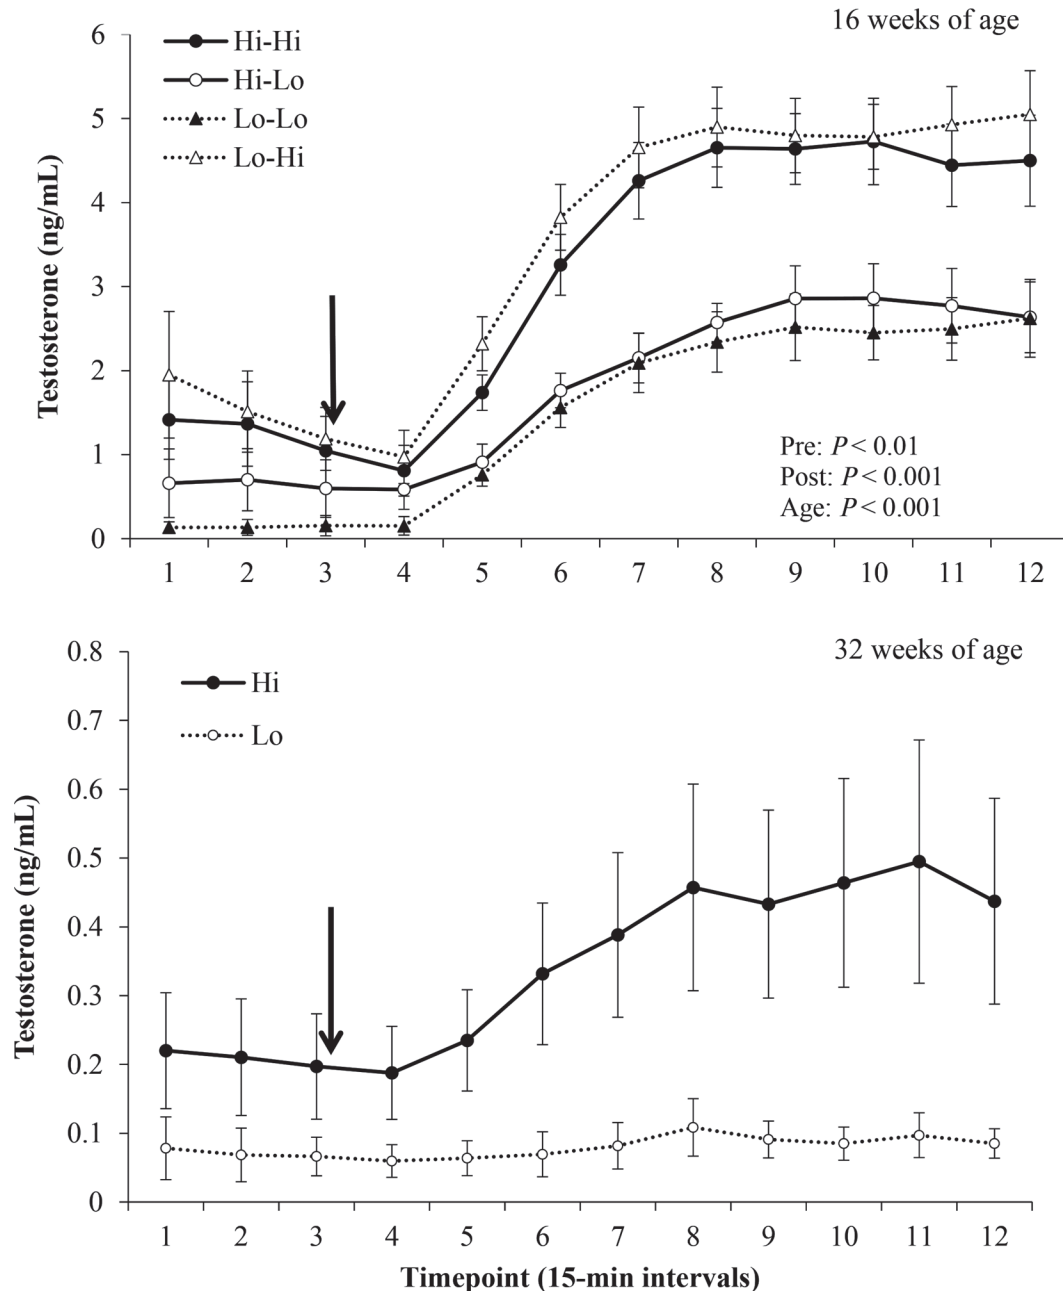 16 weeks of age
Hi-Hi
Hi-Lo
Lo-Lo
Lo-Hi
Testosterone (ng/mL)
6
5
4
3
2
1
0
Pre: P < 0.01
Post: P < 0.001
Age: P < 0.001
1 2 3 4 5 6 7 8 9 10 11 12
32 weeks of age
Hi
Lo
Testosterone (ng/mL)
0.8
0.7
0.6
0.5
0.4
0.3
0.2
0.1
0
1 2 3 4 5 6 7 8 9 10 11 12
Timepoint (15-min intervals)